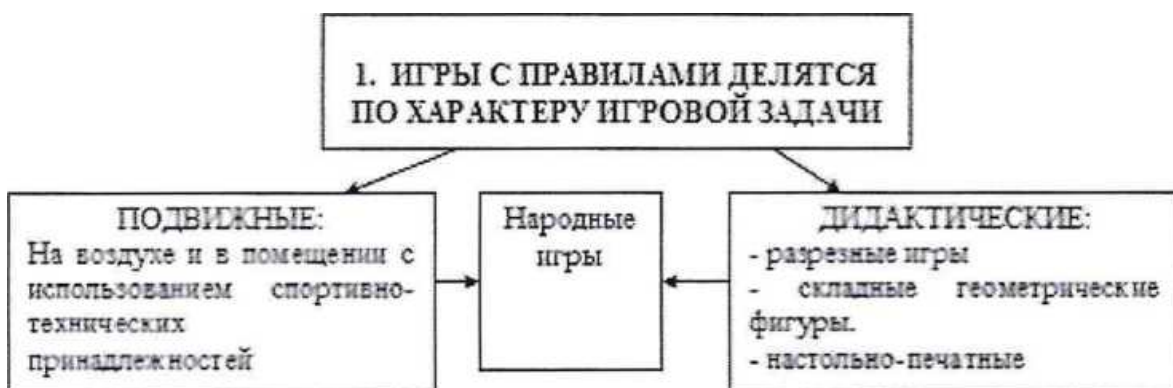 1. ИГРЫ С ПРАВИЛАМИ ДЕЛЯТСЯ
ПО ХАРАКТЕРУ ИГРОВОЙ ЗАДАЧИ
ПОДВИЖНЫЕ:
На воздухе и в помещении с
использованием спортивно-
технических
принадлежностей
Народные
игры
ДИДАКТИЧЕСКИЕ:
- разрезные игры
- складные геометрические
фигуры.
- настольно-печатные